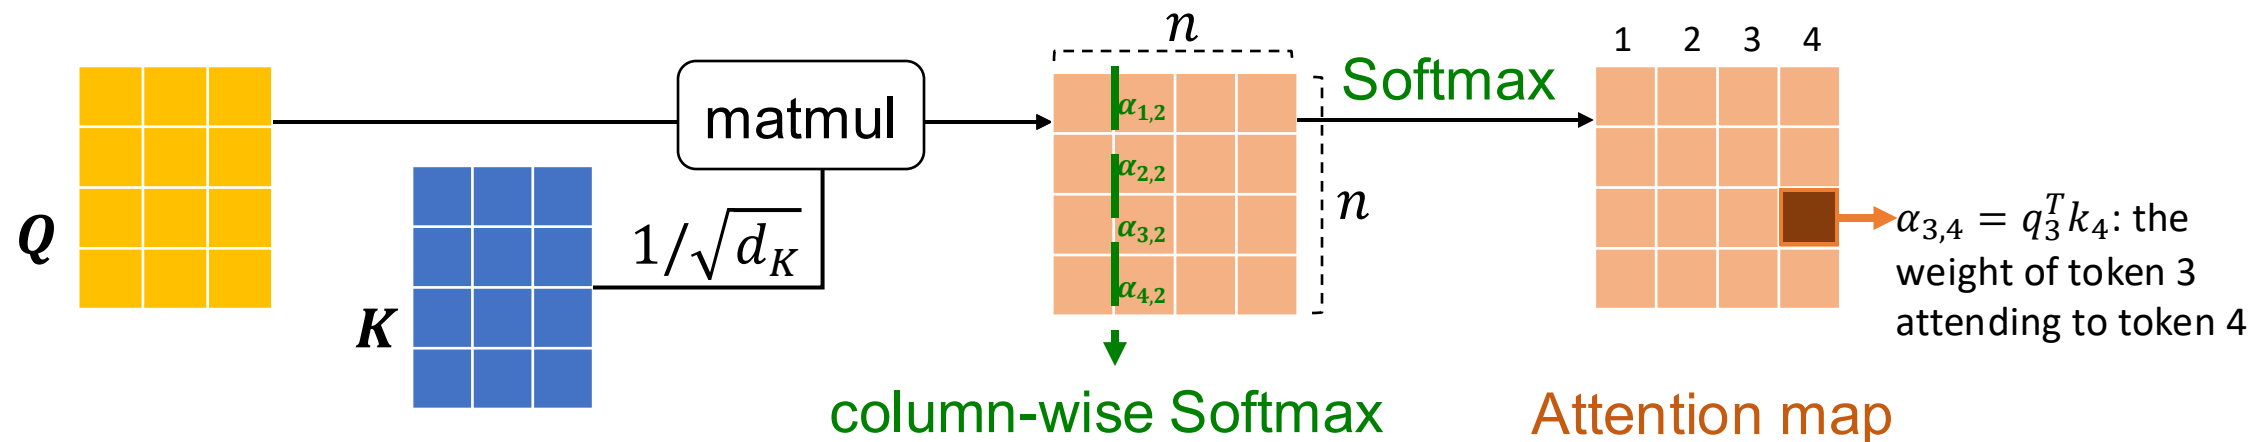 n
1 2 3 4
Softmax
matmul
α1,2
α2,2
α3,2
α4,2
n
Q
1/√dK
K
α3,4 = q3^T k4: the
weight of token 3
attending to token 4
column-wise Softmax
Attention map